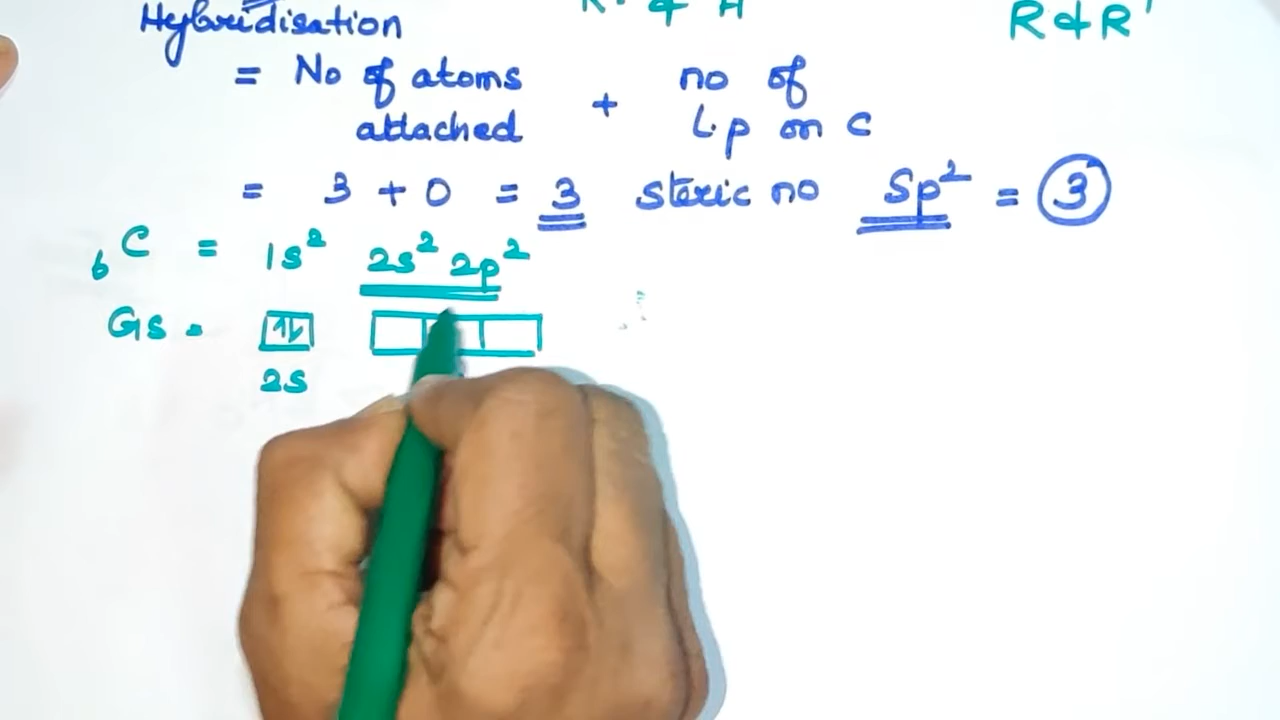 R & R'
Hybridisation
= No of atoms attached + no of l.p on C
= 3 + 0 = 3 steric no Sp² = 3
₆C = 1s² 2s² 2p²
GS = ⥮
2s